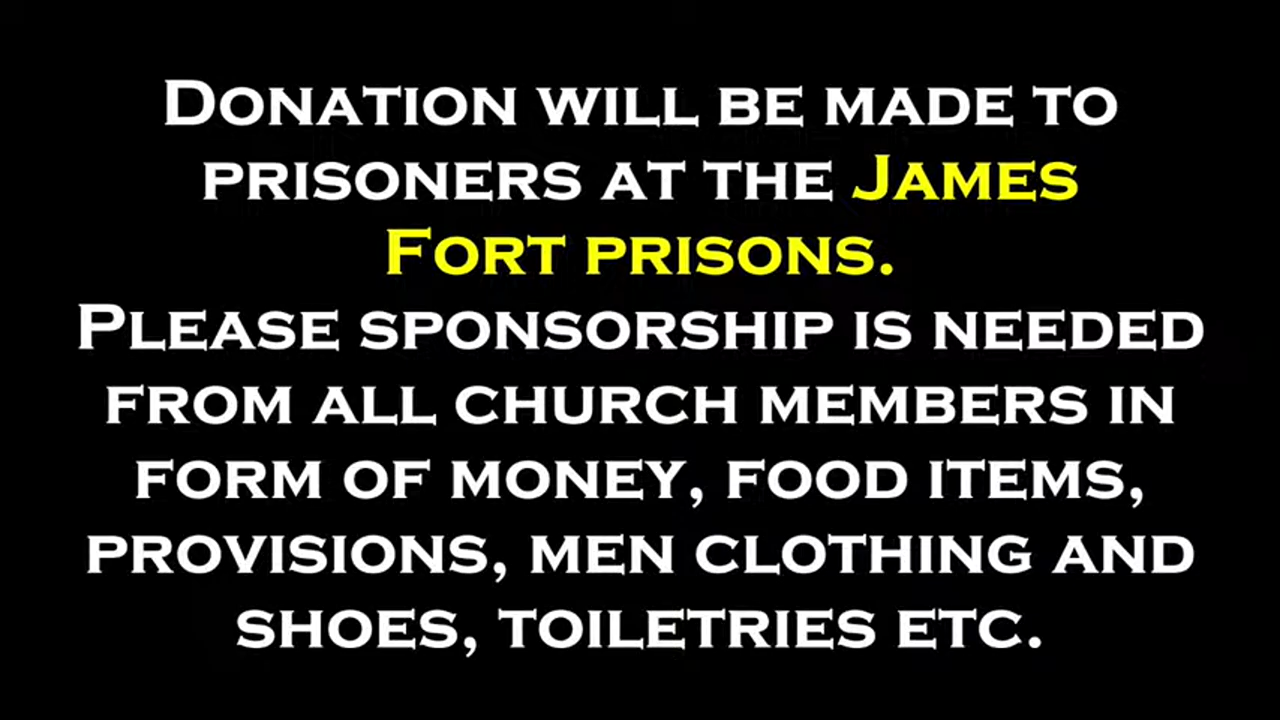 Donation will be made to
prisoners at the James
Fort prisons.
Please sponsorship is needed
from all church members in
form of money, food items,
provisions, men clothing and
shoes, toiletries etc.